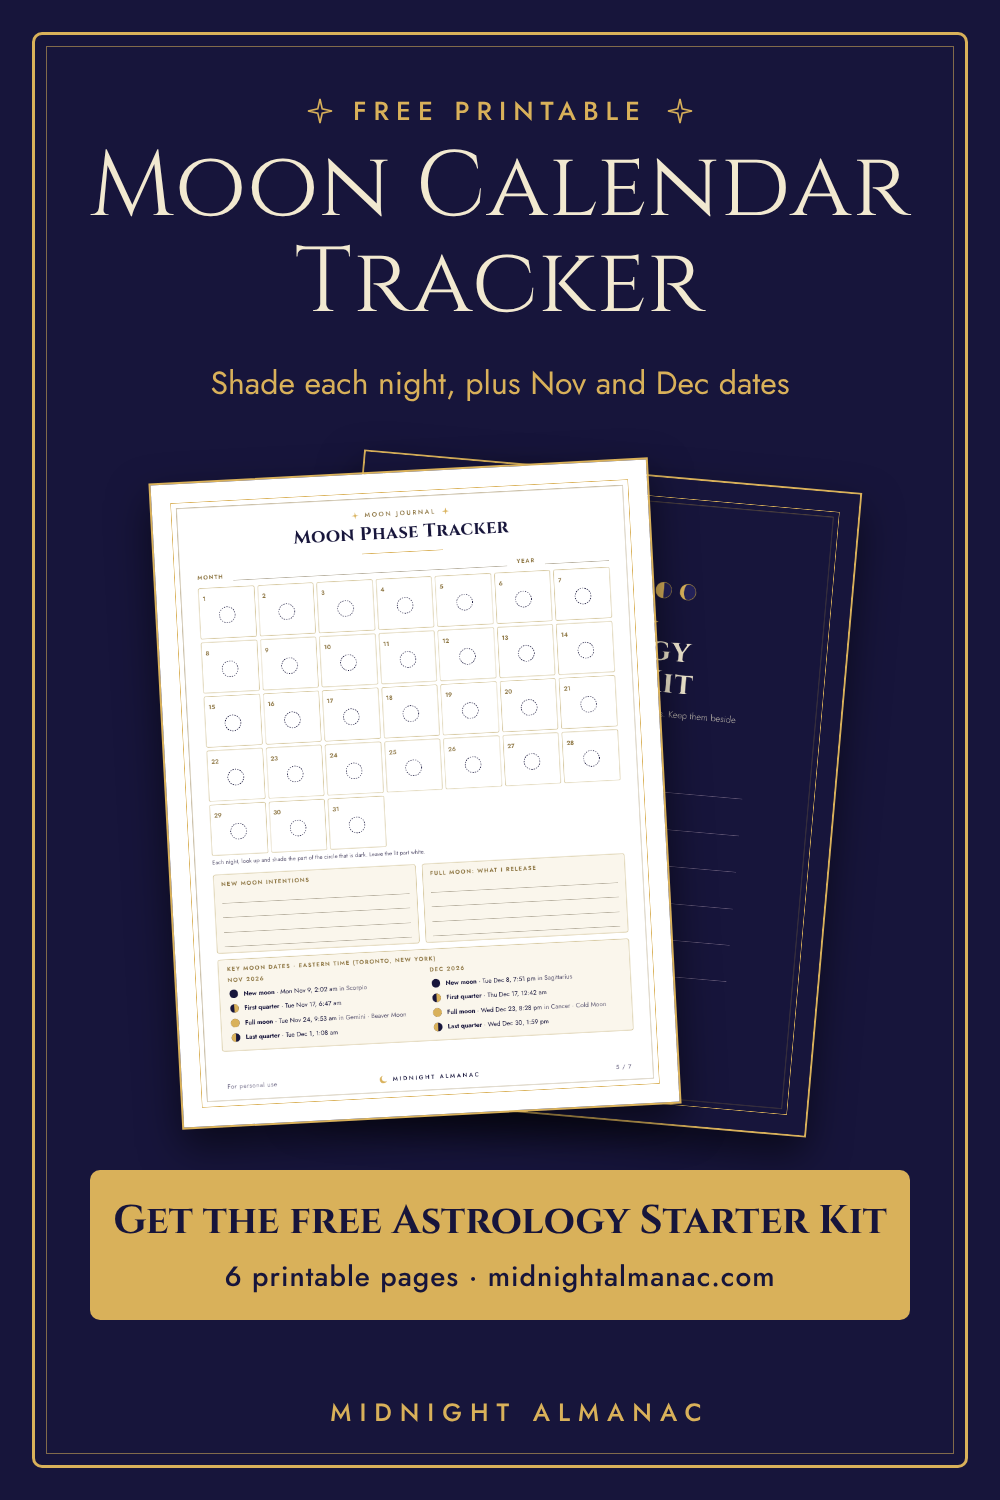 FREE PRINTABLE
MOON CALENDAR
TRACKER
Shade each night, plus Nov and Dec dates
MOON JOURNAL
MOON PHASE TRACKER
MONTH YEAR
1 2 3 4 5 6 7
8 9 10 11 12 13 14
15 16 17 18 19 20 21
22 23 24 25 26 27 28
29 30 31
Each night, look up and shade the part of the circle that is dark. Leave the lit part white.
NEW MOON INTENTIONS
FULL MOON: WHAT I RELEASE
KEY MOON DATES · EASTERN TIME (TORONTO, NEW YORK)
NOV 2026
New moon · Mon Nov 9, 2:02 am in Scorpio
First quarter · Tue Nov 17, 6:47 am
Full moon · Tue Nov 24, 9:53 am in Gemini · Beaver Moon
Last quarter · Tue Dec 1, 1:08 am
DEC 2026
New moon · Tue Dec 8, 7:51 pm in Sagittarius
First quarter · Thu Dec 17, 12:42 am
Full moon · Wed Dec 23, 8:28 pm in Cancer · Cold Moon
Last quarter · Wed Dec 30, 1:59 pm
For personal use
MIDNIGHT ALMANAC
5 / 7
GY
IT
. Keep them beside
GET THE FREE ASTROLOGY STARTER KIT
6 printable pages · midnightalmanac.com
MIDNIGHT ALMANAC